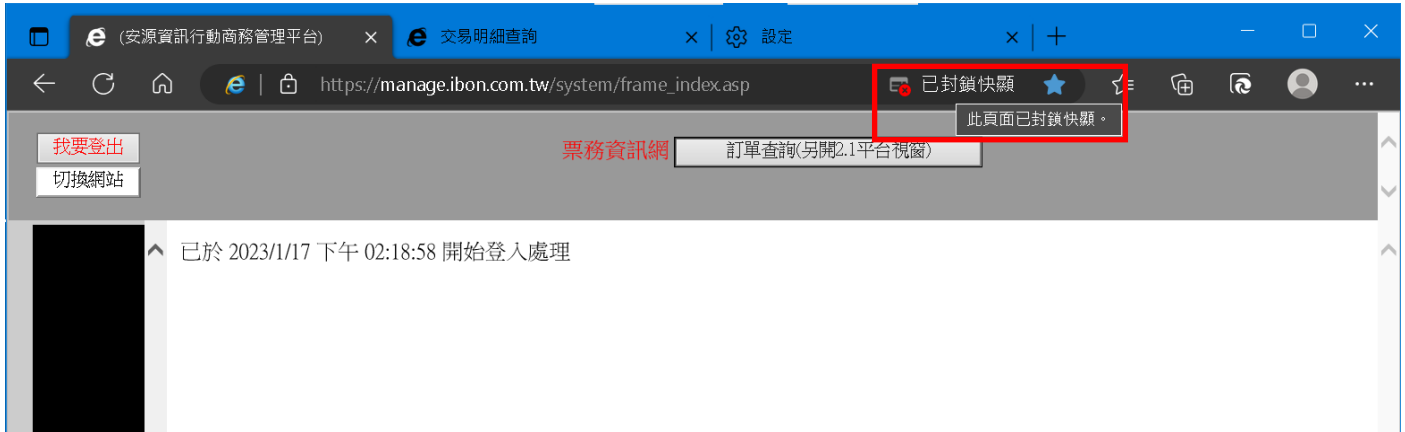 (安源資訊行動商務管理平台)
交易明細查詢
設定
https://manage.ibon.com.tw/system/frame_index.asp
已封鎖快顯
此頁面已封鎖快顯。
我要登出
票務資訊網
訂單查詢(另開2.1平台視窗)
切換網站
已於 2023/1/17 下午 02:18:58 開始登入處理